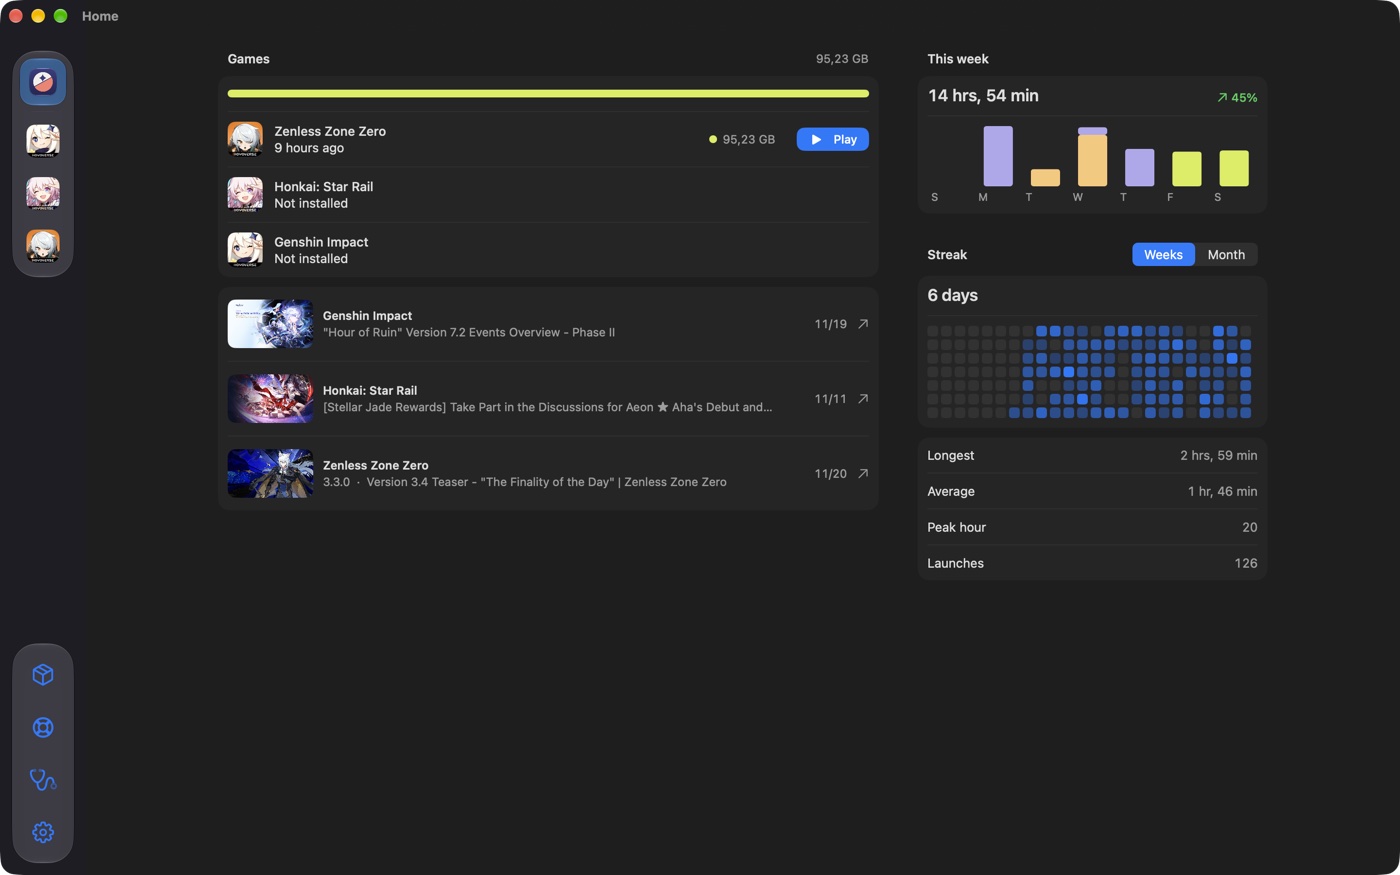 Home
Games
95,23 GB
Zenless Zone Zero
9 hours ago
95,23 GB
Play
Honkai: Star Rail
Not installed
Genshin Impact
Not installed
Genshin Impact
"Hour of Ruin" Version 7.2 Events Overview - Phase II
11/19
Honkai: Star Rail
[Stellar Jade Rewards] Take Part in the Discussions for Aeon ★ Aha's Debut and...
11/11
Zenless Zone Zero
3.3.0 · Version 3.4 Teaser - "The Finality of the Day" | Zenless Zone Zero
11/20
This week
14 hrs, 54 min
45%
S M T W T F S
Streak
Weeks
Month
6 days
Longest
2 hrs, 59 min
Average
1 hr, 46 min
Peak hour
20
Launches
126